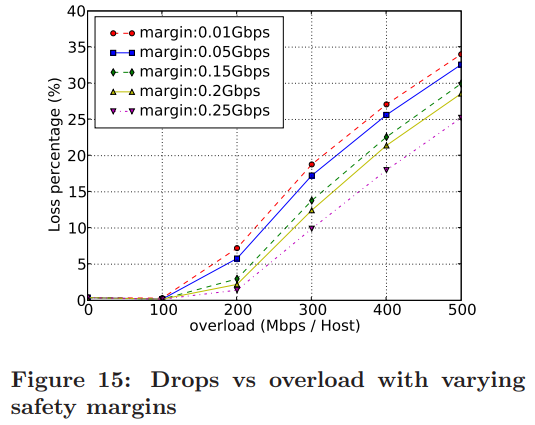 40
35
30
25
20
15
10
5
0
Loss percentage (%)
margin:0.01Gbps
margin:0.05Gbps
margin:0.15Gbps
margin:0.2Gbps
margin:0.25Gbps
0 100 200 300 400 500
overload (Mbps / Host)
Figure 15: Drops vs overload with varying
safety margins